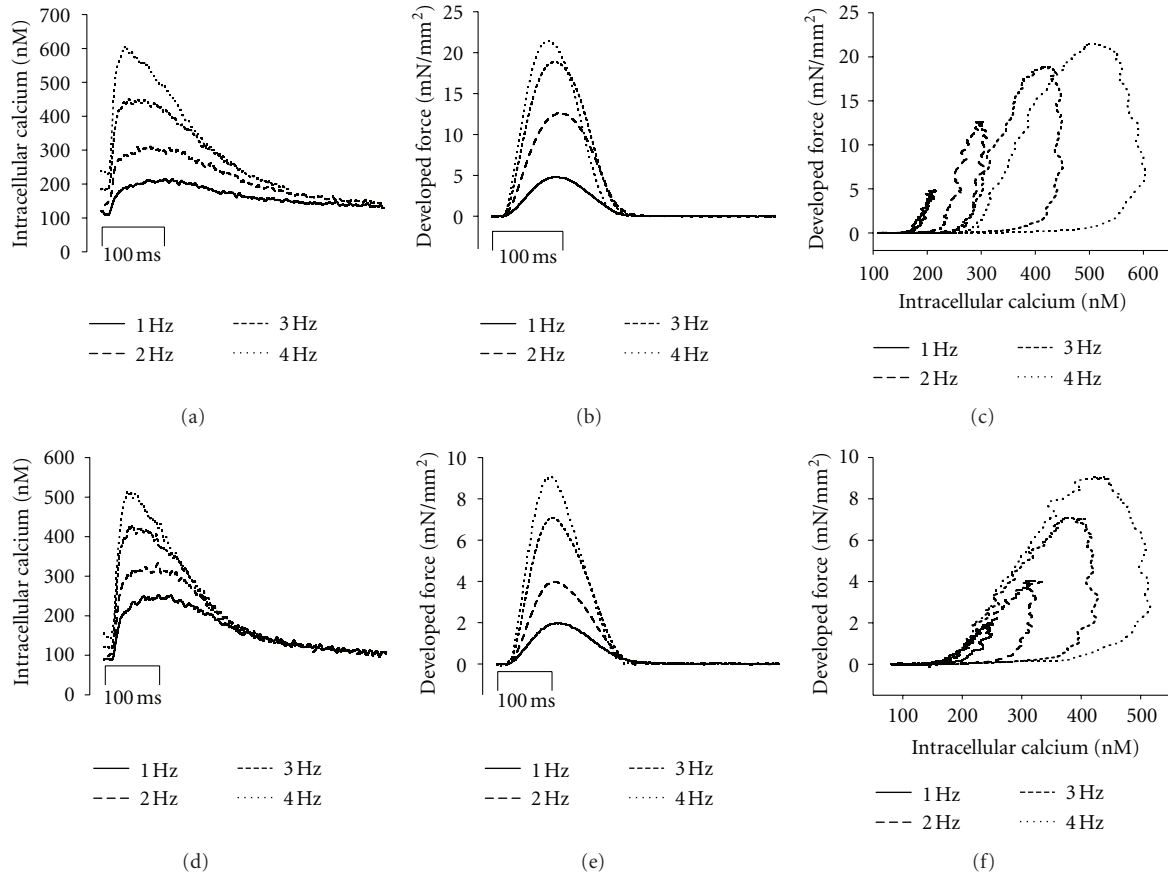 Intracellular calcium (nM)
700
600
500
400
300
200
100
0
100 ms
1 Hz
2 Hz
3 Hz
4 Hz
(a)
Developed force (mN/mm²)
25
20
15
10
5
0
100 ms
1 Hz
2 Hz
3 Hz
4 Hz
(b)
Developed force (mN/mm²)
25
20
15
10
5
0
100 200 300 400 500 600
Intracellular calcium (nM)
1 Hz
2 Hz
3 Hz
4 Hz
(c)
Intracellular calcium (nM)
600
500
400
300
200
100
0
100 ms
1 Hz
2 Hz
3 Hz
4 Hz
(d)
Developed force (mN/mm²)
10
8
6
4
2
0
100 ms
1 Hz
2 Hz
3 Hz
4 Hz
(e)
Developed force (mN/mm²)
10
8
6
4
2
0
100 200 300 400 500
Intracellular calcium (nM)
1 Hz
2 Hz
3 Hz
4 Hz
(f)